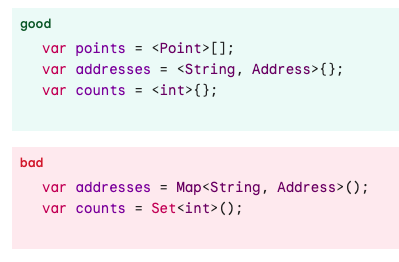 good
var points = <Point>[];
var addresses = <String, Address>{};
var counts = <int>{};
bad
var addresses = Map<String, Address>();
var counts = Set<int>();